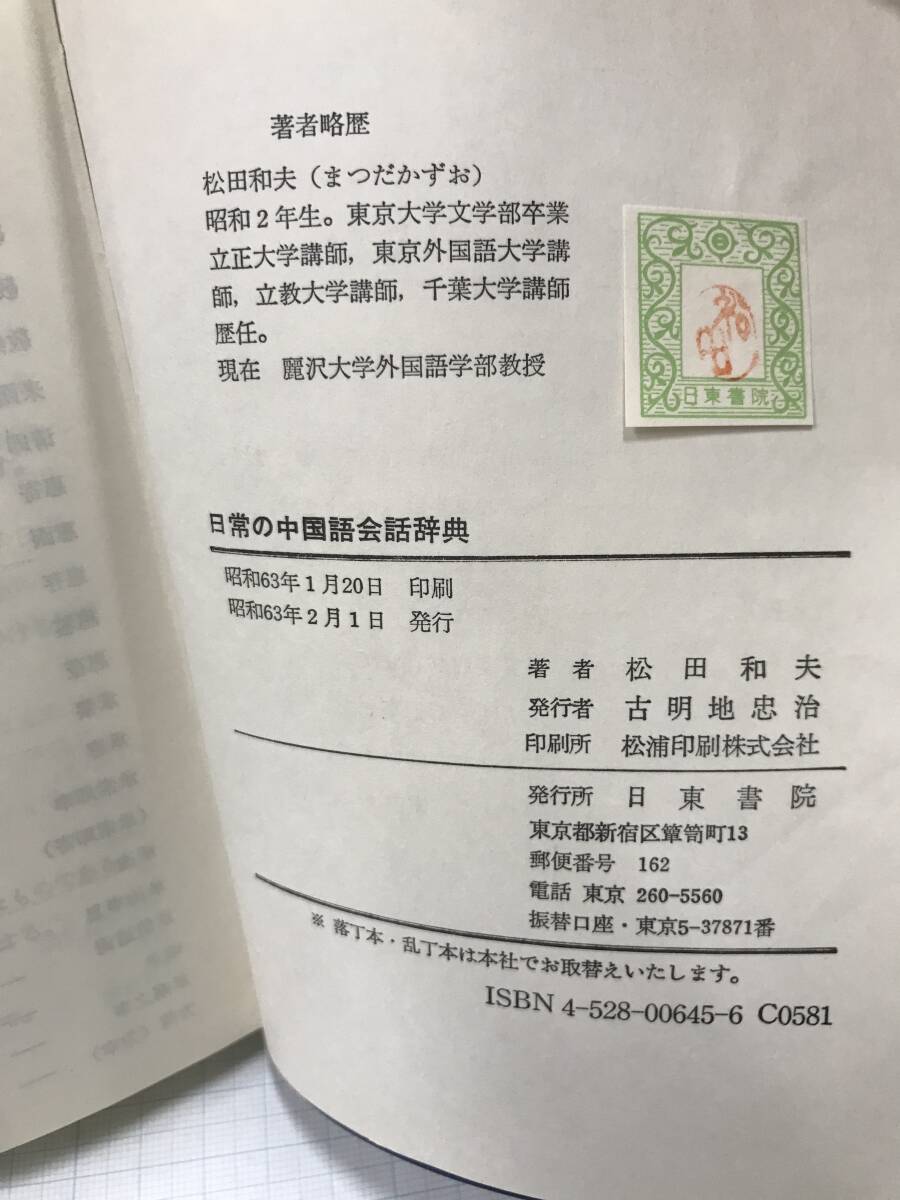 著者略歴
松田和夫（まつだかずお）
昭和2年生。東京大学文学部卒業
立正大学講師，東京外国語大学講
師，立教大学講師，千葉大学講師
歴任。
現在　麗沢大学外国語学部教授
日東書院
日常の中国語会話辞典
昭和63年1月20日　印刷
昭和63年2月1日　発行
著者　松田和夫
発行者　古明地忠治
印刷所　松浦印刷株式会社
発行所　日東書院
東京都新宿区簞笥町13
郵便番号　162
電話 東京 260-5560
振替口座・東京5-37871番
※ 落丁本・乱丁本は本社でお取替えいたします。
ISBN 4-528-00645-6 C0581